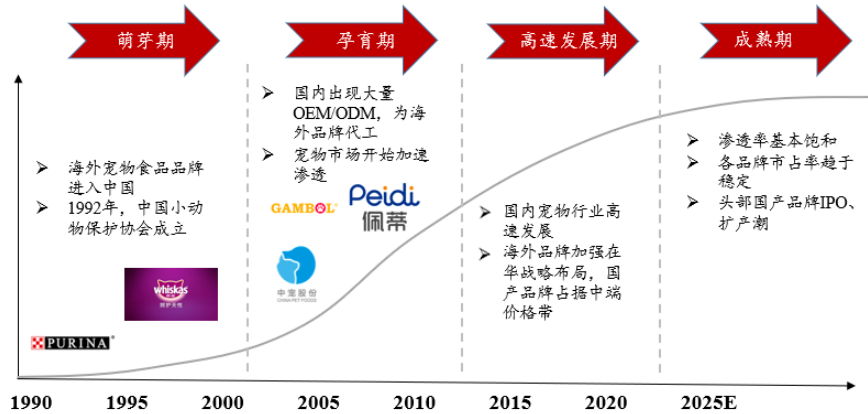 萌芽期
孕育期
高速发展期
成熟期
海外宠物食品品牌
进入中国
1992年，中国小动
物保护协会成立
whiskas
PURINA
国内出现大量
OEM/ODM，为海
外品牌代工
宠物市场开始加速
渗透
GAMBOL
Peidi
佩蒂
中宠股份
CHINA PET FOODS
国内宠物行业高
速发展
海外品牌加强在
华战略布局，国
产品牌占据中端
价格带
渗透率基本饱和
各品牌市占率趋于
稳定
头部国产品牌IPO、
扩产潮
1990
1995
2000
2005
2010
2015
2020
2025E